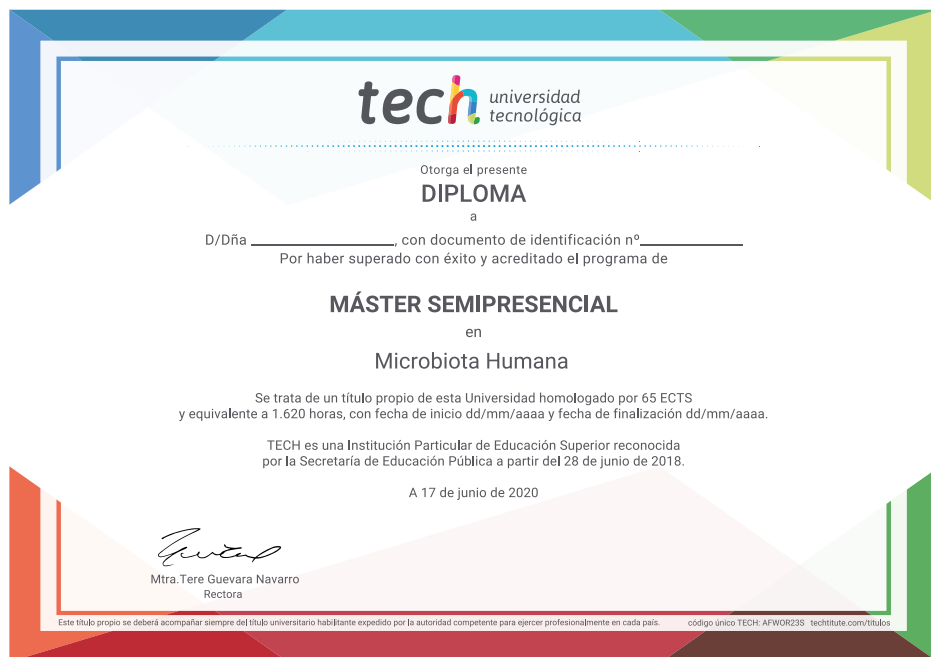 tech universidad
tecnológica
Otorga el presente
DIPLOMA
a
D/Dña ______________, con documento de identificación nº__________
Por haber superado con éxito y acreditado el programa de
MÁSTER SEMIPRESENCIAL
en
Microbiota Humana
Se trata de un título propio de esta Universidad homologado por 65 ECTS
y equivalente a 1.620 horas, con fecha de inicio dd/mm/aaaa y fecha de finalización dd/mm/aaaa.
TECH es una Institución Particular de Educación Superior reconocida
por la Secretaría de Educación Pública a partir del 28 de junio de 2018.
A 17 de junio de 2020
Mtra.Tere Guevara Navarro
Rectora
Este título propio se deberá acompañar siempre del título universitario habilitante expedido por la autoridad competente para ejercer profesionalmente en cada país. código único TECH: AFWOR23S techtitute.com/titulos